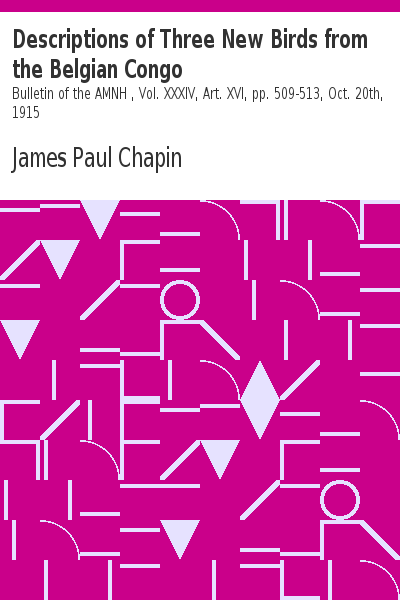 Descriptions of Three New Birds from
the Belgian Congo
Bulletin of the AMNH , Vol. XXXIV, Art. XVI, pp. 509-513, Oct. 20th,
1915
James Paul Chapin